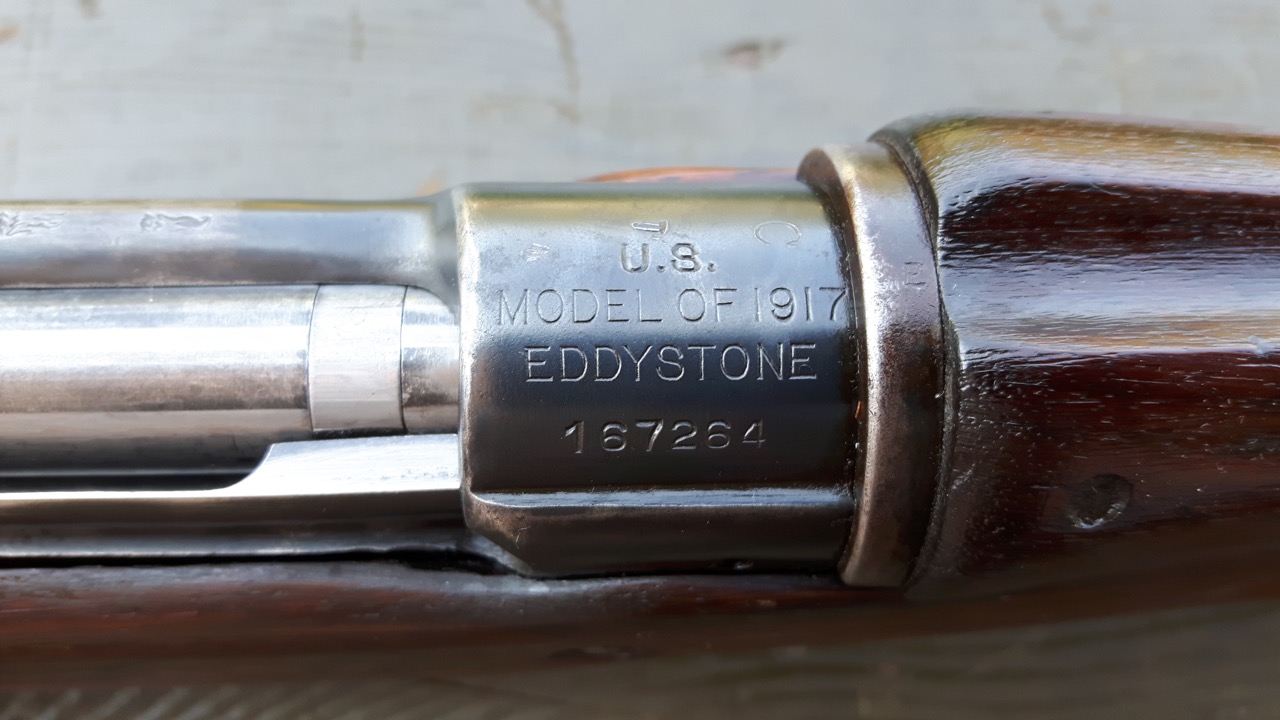 U.S.
MODEL OF 1917
EDDYSTONE
167264